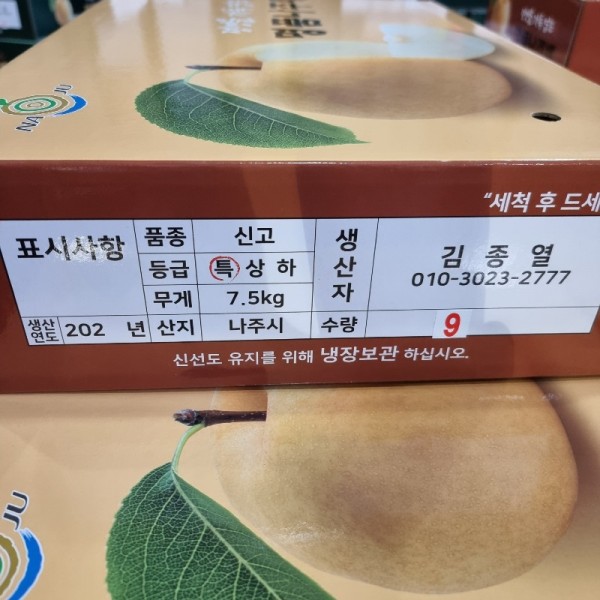 NAJU
"세척 후 드세
표시사항 품종 신고 생산자 김종열
등급 특 상 하 010-3023-2777
무게 7.5kg
생산연도 202 년 산지 나주시 수량 9
신선도 유지를 위해 냉장보관 하십시오.
JU